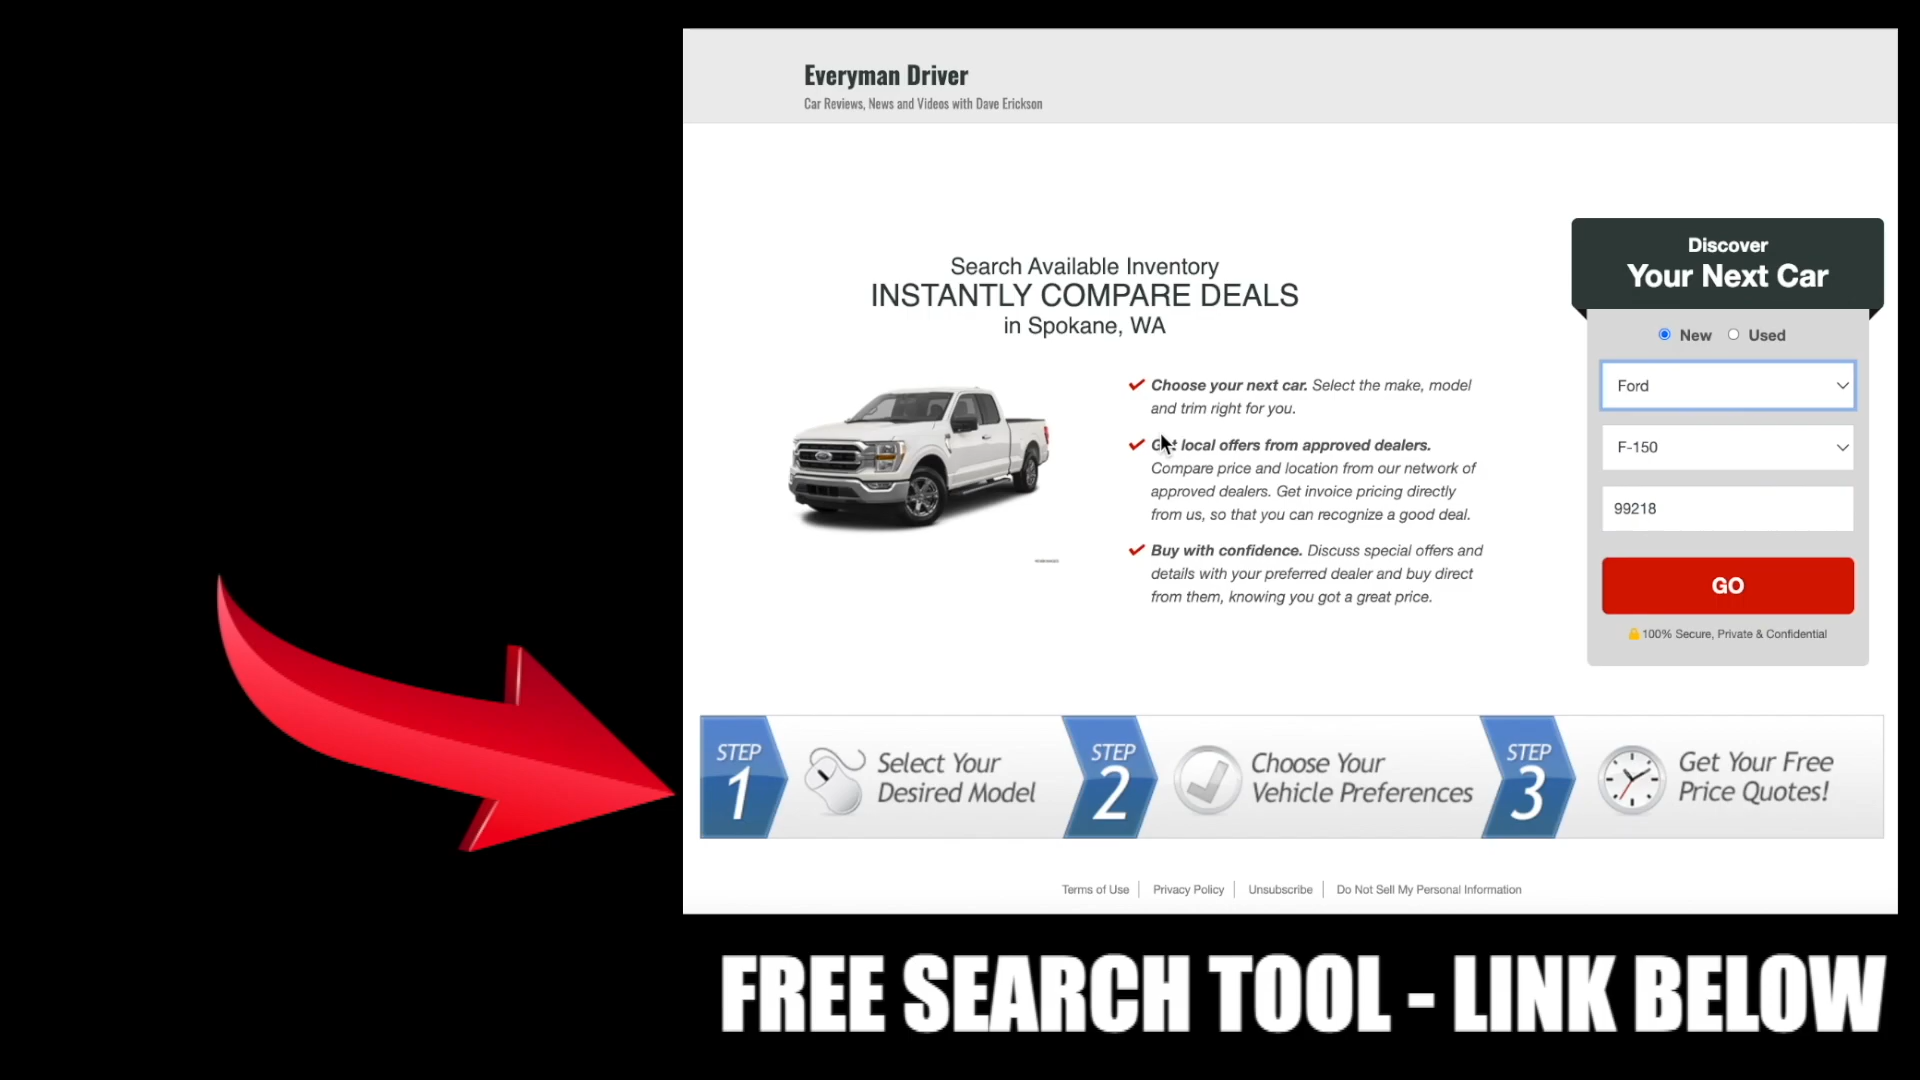 Everyman Driver
Car Reviews, News and Videos with Dave Erickson
Search Available Inventory
INSTANTLY COMPARE DEALS
in Spokane, WA
Choose your next car. Select the make, model
and trim right for you.
local offers from approved dealers.
Compare price and location from our network of
approved dealers. Get invoice pricing directly
from us, so that you can recognize a good deal.
Buy with confidence. Discuss special offers and
details with your preferred dealer and buy direct
from them, knowing you got a great price.
Discover
Your Next Car
New Used
Ford
F-150
99218
GO
100% Secure, Private & Confidential
STEP
1
Select Your
Desired Model
STEP
2
Choose Your
Vehicle Preferences
STEP
3
Get Your Free
Price Quotes!
Terms of Use Privacy Policy Unsubscribe Do Not Sell My Personal Information
FREE SEARCH TOOL - LINK BELOW